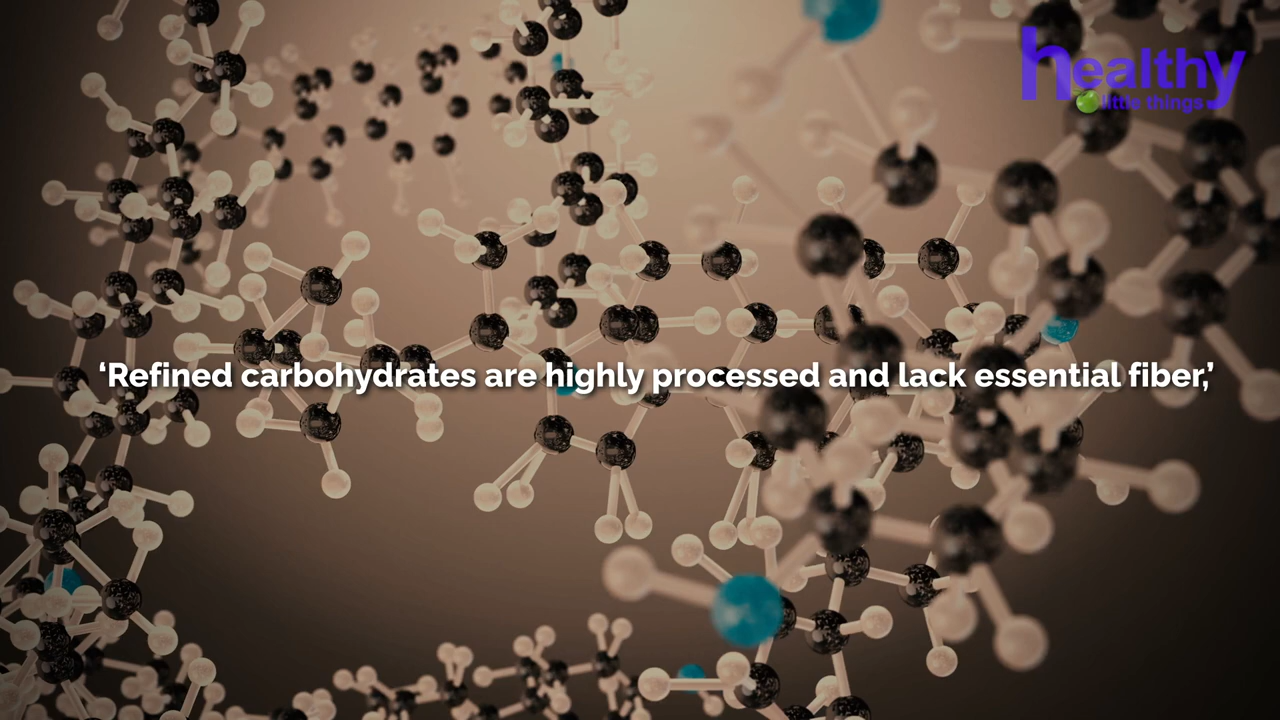 healthy
little things
‘Refined carbohydrates are highly processed and lack essential fiber,’